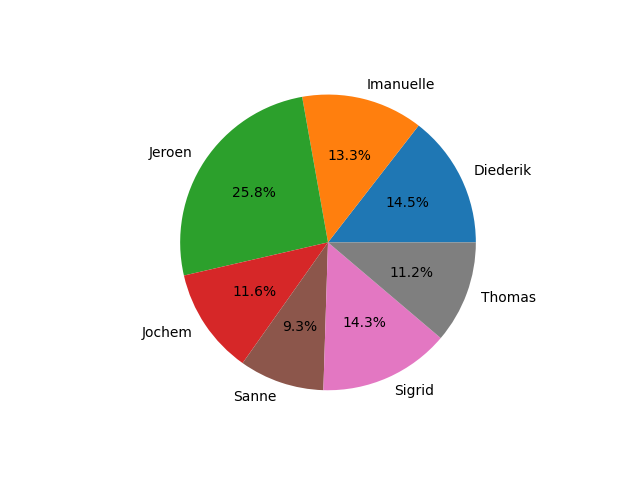 Imanuelle
Diederik
Jeroen
13.3%
25.8%
14.5%
11.2%
11.6%
Thomas
9.3%
14.3%
Jochem
Sigrid
Sanne